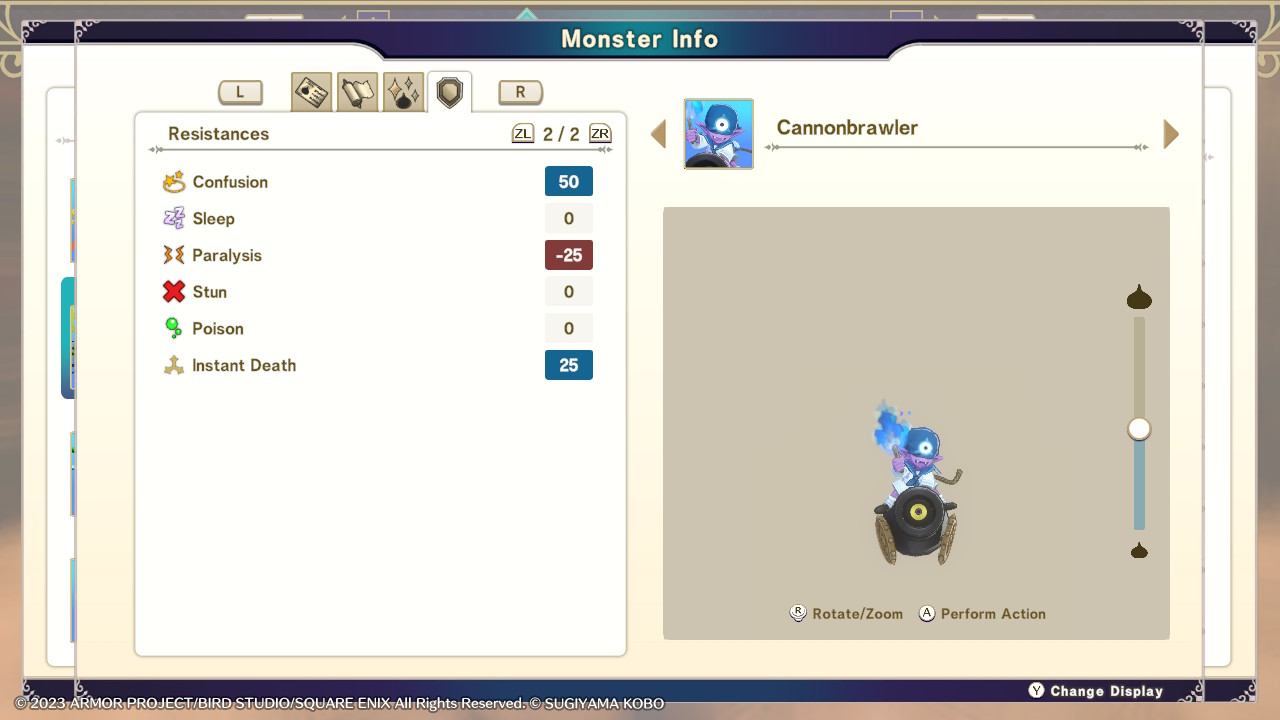 Monster Info
L R
Resistances ZL 2 / 2 ZR
Cannonbrawler
Confusion 50
Sleep 0
Paralysis -25
Stun 0
Poison 0
Instant Death 25
R Rotate/Zoom A Perform Action
Y Change Display
© 2023 ARMOR PROJECT/BIRD STUDIO/SQUARE ENIX All Rights Reserved. © SUGIYAMA KOBO